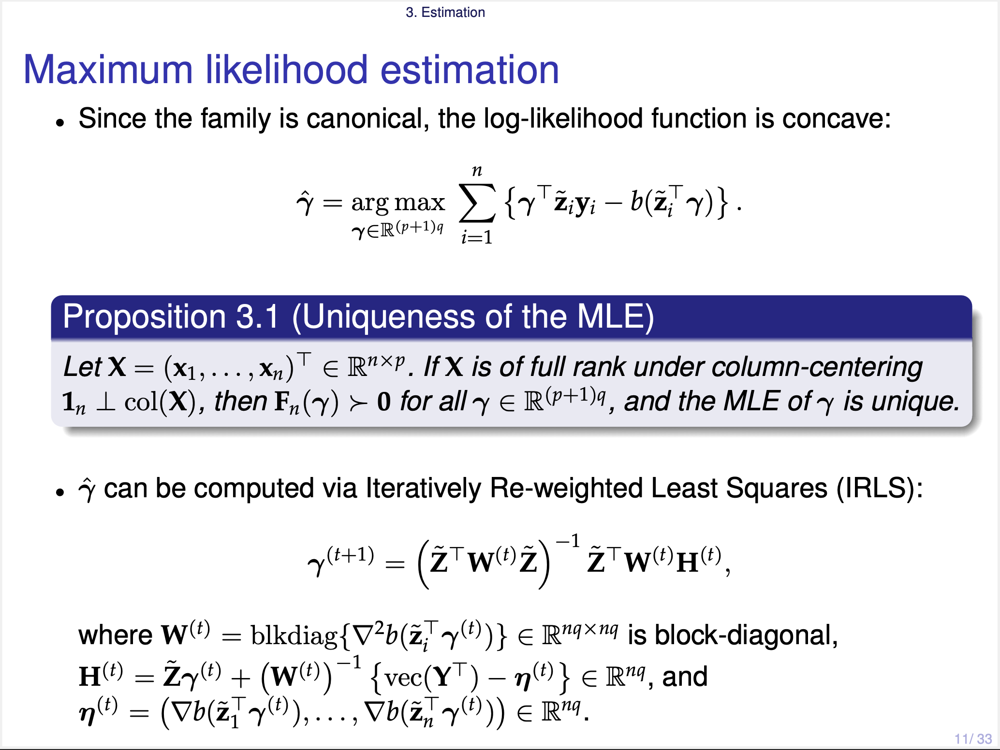 3. Estimation
Maximum likelihood estimation
• Since the family is canonical, the log-likelihood function is concave:
$\hat{\boldsymbol{\gamma}} = \underset{\boldsymbol{\gamma} \in \mathbb{R}^{(p+1)q}}{\arg\max} \sum_{i=1}^{n} \left\{ \boldsymbol{\gamma}^\top \tilde{\mathbf{z}}_i \mathbf{y}_i - b(\tilde{\mathbf{z}}_i^\top \boldsymbol{\gamma}) \right\}.$
Proposition 3.1 (Uniqueness of the MLE)
Let $\mathbf{X} = (\mathbf{x}_1, \ldots, \mathbf{x}_n)^\top \in \mathbb{R}^{n \times p}$. If $\mathbf{X}$ is of full rank under column-centering
$\mathbf{1}_n \perp \mathrm{col}(\mathbf{X})$, then $\mathbf{F}_n(\boldsymbol{\gamma}) \succ \mathbf{0}$ for all $\boldsymbol{\gamma} \in \mathbb{R}^{(p+1)q}$, and the MLE of $\boldsymbol{\gamma}$ is unique.
• $\hat{\boldsymbol{\gamma}}$ can be computed via Iteratively Re-weighted Least Squares (IRLS):
$\boldsymbol{\gamma}^{(t+1)} = \left( \tilde{\mathbf{Z}}^\top \mathbf{W}^{(t)} \tilde{\mathbf{Z}} \right)^{-1} \tilde{\mathbf{Z}}^\top \mathbf{W}^{(t)} \mathbf{H}^{(t)},$
where $\mathbf{W}^{(t)} = \mathrm{blkdiag}\{\nabla^2 b(\tilde{\mathbf{z}}_i^\top \boldsymbol{\gamma}^{(t)})\} \in \mathbb{R}^{nq \times nq}$ is block-diagonal,
$\mathbf{H}^{(t)} = \tilde{\mathbf{Z}} \boldsymbol{\gamma}^{(t)} + \left( \mathbf{W}^{(t)} \right)^{-1} \left\{ \mathrm{vec}(\mathbf{Y}^\top) - \boldsymbol{\eta}^{(t)} \right\} \in \mathbb{R}^{nq}$, and
$\boldsymbol{\eta}^{(t)} = \left( \nabla b(\tilde{\mathbf{z}}_1^\top \boldsymbol{\gamma}^{(t)}), \ldots, \nabla b(\tilde{\mathbf{z}}_n^\top \boldsymbol{\gamma}^{(t)}) \right) \in \mathbb{R}^{nq}.$
11/ 33